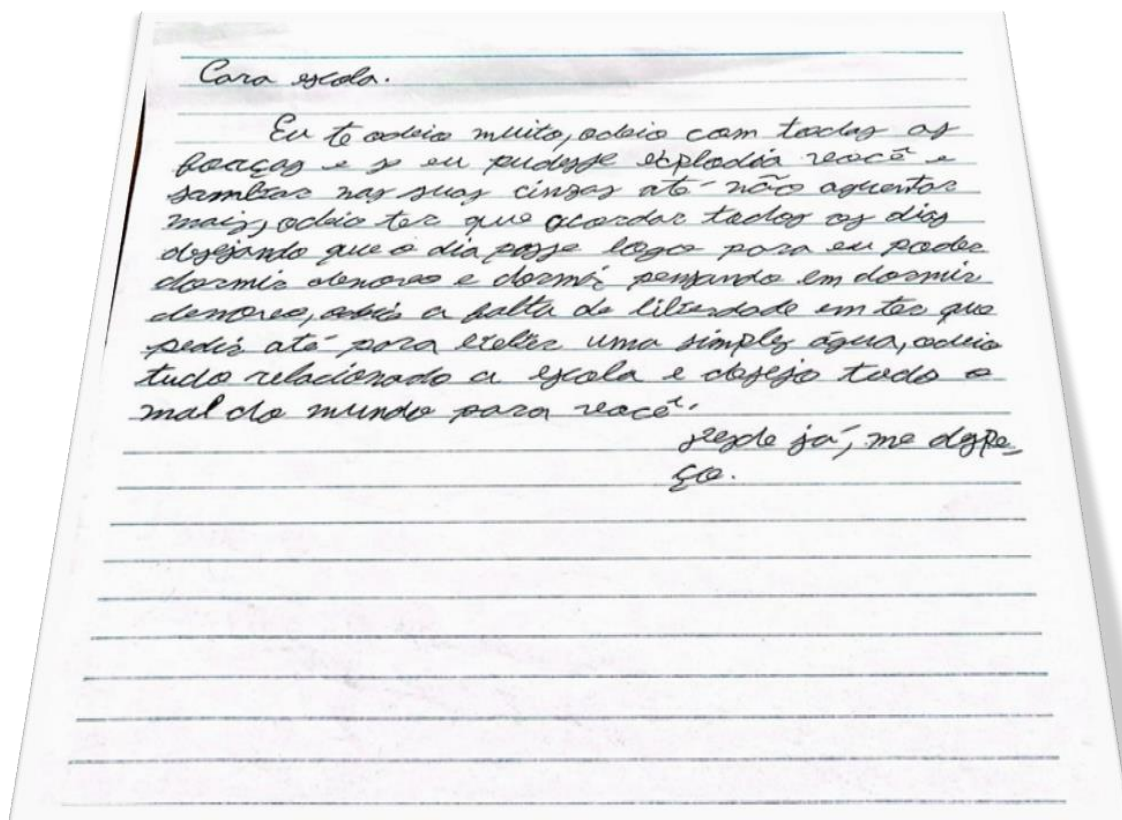 Cara escola.
Eu te odeio muito, odeio com todas as
forças e se eu pudesse explodia você e
sambar nas suas cinzas até não aguentar
mais, odeio ter que acordar todos os dias
desejando que o dia passe logo para eu poder
dormir denovo e dormi pensando em dormir
denovo, odeio a falta de liberdade em ter que
pedir até para beber uma simples água, odeio
tudo relacionado a escola e desejo todo o
mal do mundo para você.
desde já, me despe-
ço.